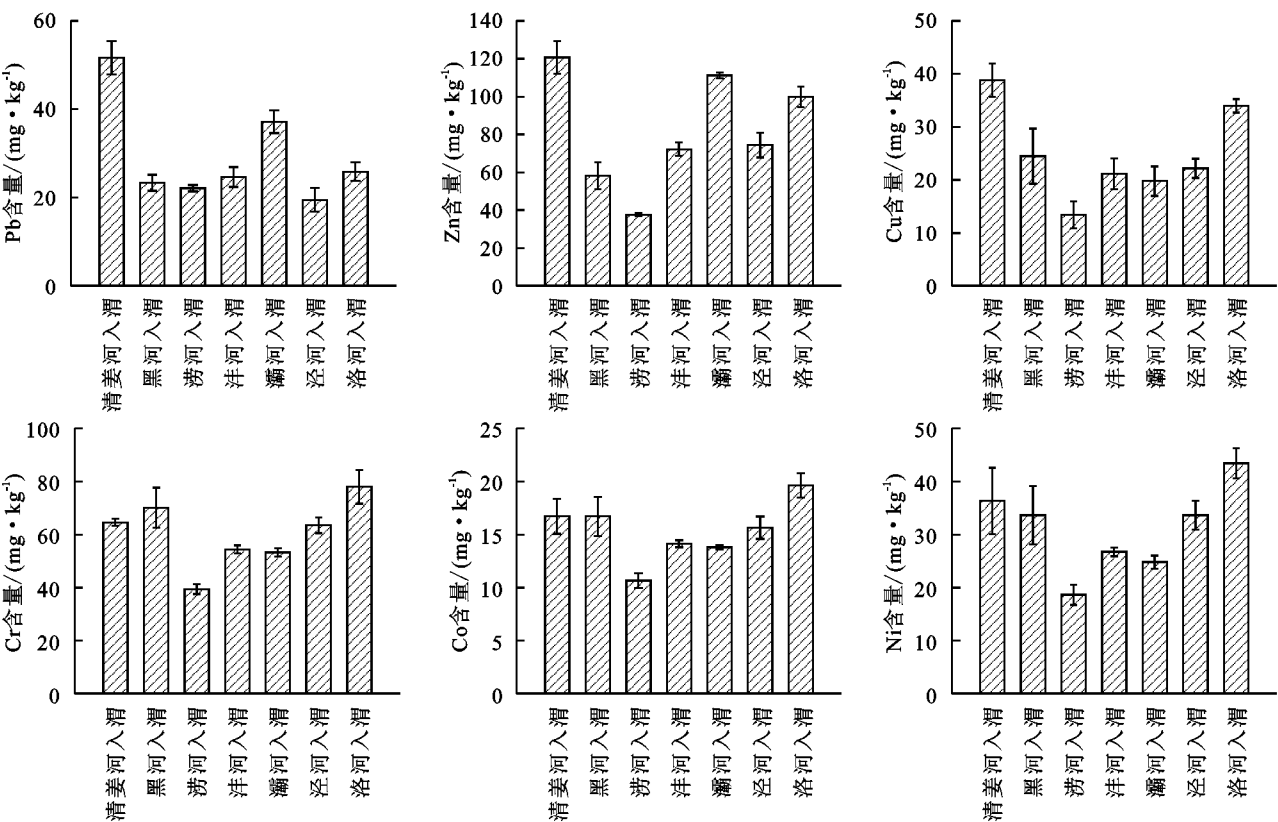 Pb含量/(mg·kg⁻¹)
60
40
20
0
清姜河入渭
黑河入渭
涝河入渭
沣河入渭
灞河入渭
泾河入渭
洛河入渭
Zn含量/(mg·kg⁻¹)
140
120
100
80
60
40
20
0
清姜河入渭
黑河入渭
涝河入渭
沣河入渭
灞河入渭
泾河入渭
洛河入渭
Cu含量/(mg·kg⁻¹)
50
40
30
20
10
0
清姜河入渭
黑河入渭
涝河入渭
沣河入渭
灞河入渭
泾河入渭
洛河入渭
Cr含量/(mg·kg⁻¹)
100
80
60
40
20
0
清姜河入渭
黑河入渭
涝河入渭
沣河入渭
灞河入渭
泾河入渭
洛河入渭
Co含量/(mg·kg⁻¹)
25
20
15
10
5
0
清姜河入渭
黑河入渭
涝河入渭
沣河入渭
灞河入渭
泾河入渭
洛河入渭
Ni含量/(mg·kg⁻¹)
50
40
30
20
10
0
清姜河入渭
黑河入渭
涝河入渭
沣河入渭
灞河入渭
泾河入渭
洛河入渭